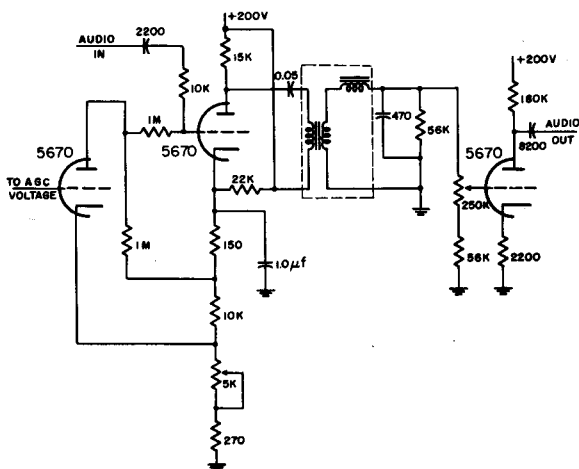 +200V
2200
AUDIO
IN
15K
10K
0.05
+200V
180K
1M
470
56K
AUDIO
OUT
8200
5670
5670
5670
TO AGC
VOLTAGE
22K
250K
1M
150
1.0μf
56K
2200
10K
5K
270